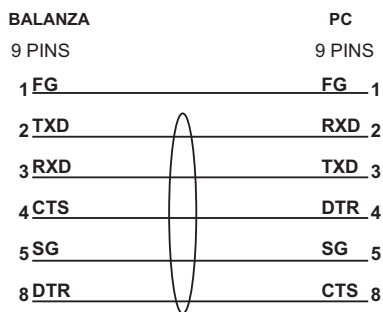 BALANZA PC
9 PINS 9 PINS
1 FG FG 1
2 TXD RXD 2
3 RXD TXD 3
4 CTS DTR 4
5 SG SG 5
8 DTR CTS 8